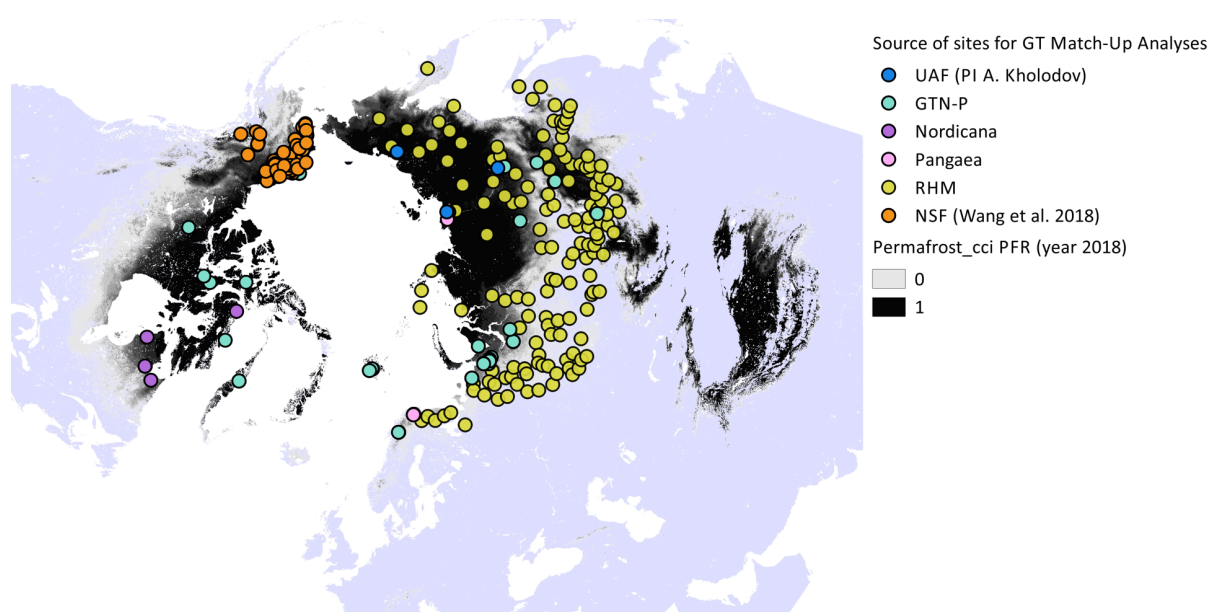 Source of sites for GT Match-Up Analyses
UAF (PI A. Kholodov)
GTN-P
Nordicana
Pangaea
RHM
NSF (Wang et al. 2018)
Permafrost_cci PFR (year 2018)
0
1